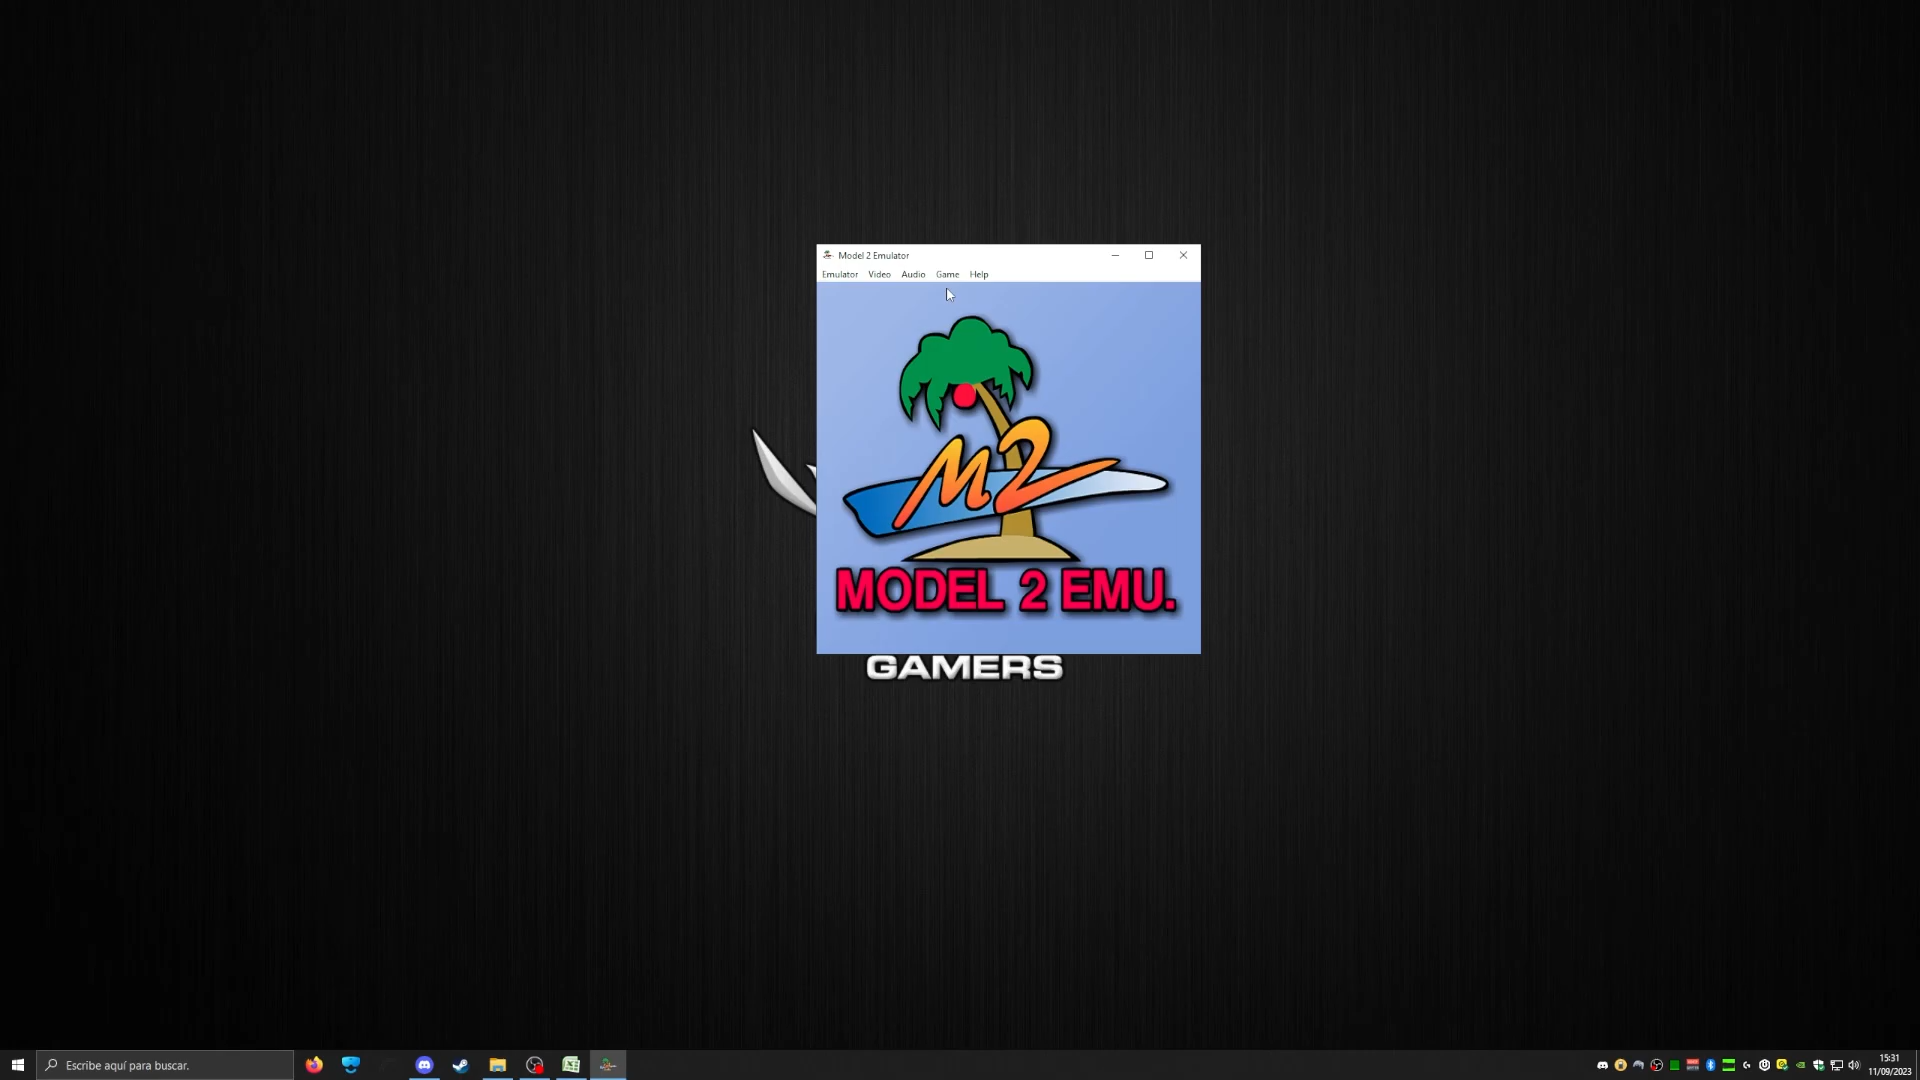 Model 2 Emulator
Emulator Video Audio Game Help
M2
MODEL 2 EMU.
GAMERS
Escribe aquí para buscar.
15:31
11/09/2023